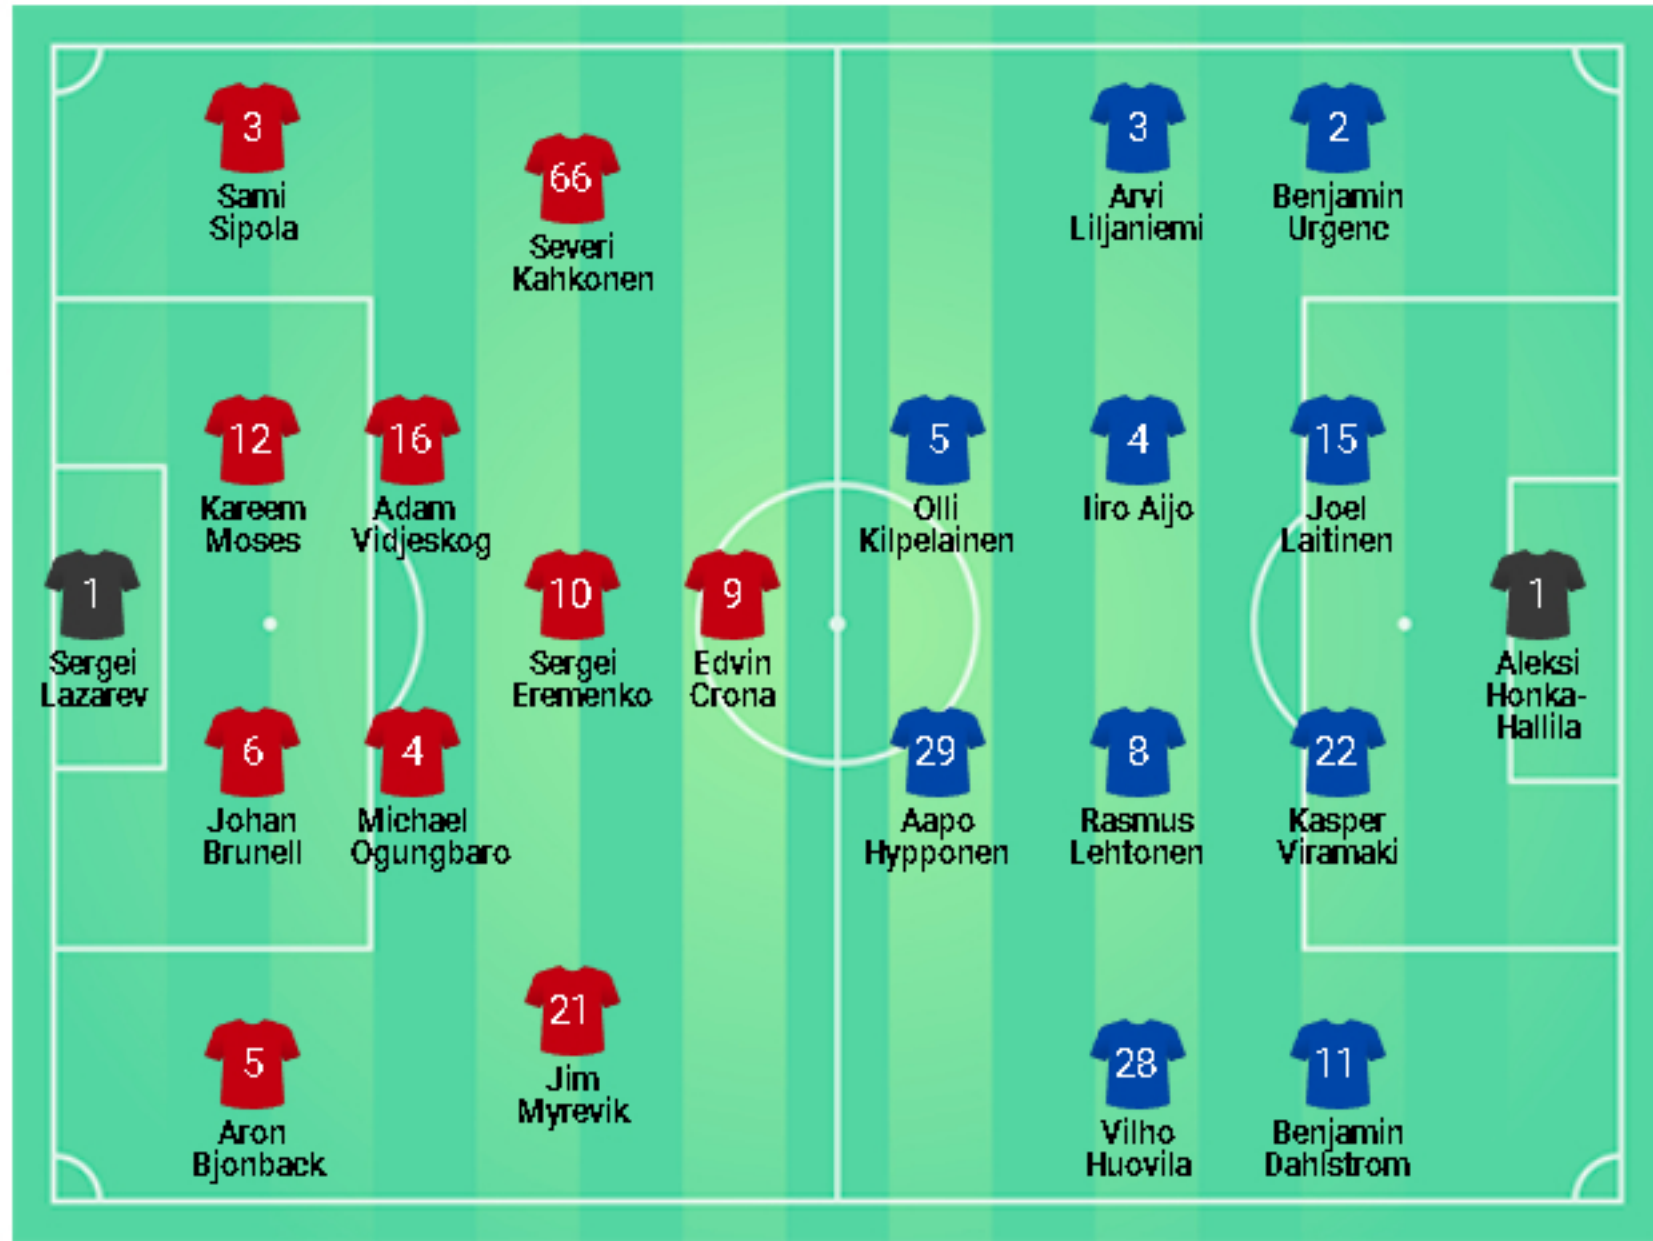 3
Sami
Sipola
66
Severi
Kahkonen
3
Arvi
Liljaniemi
2
Benjamin
Urgenc
12
Kareem
Moses
16
Adam
Vidjeskog
5
Olli
Kilpelainen
4
Iiro Aijo
15
Joel
Laitinen
1
Sergei
Lazarev
10
Sergei
Eremenko
9
Edvin
Crona
1
Aleksi
Honka-
Hallila
6
Johan
Brunell
4
Michael
Ogungbaro
29
Aapo
Hypponen
8
Rasmus
Lehtonen
22
Kasper
Viramaki
5
Aron
Bjonback
21
Jim
Myrevik
28
Vilho
Huovila
11
Benjamin
Dahlstrom